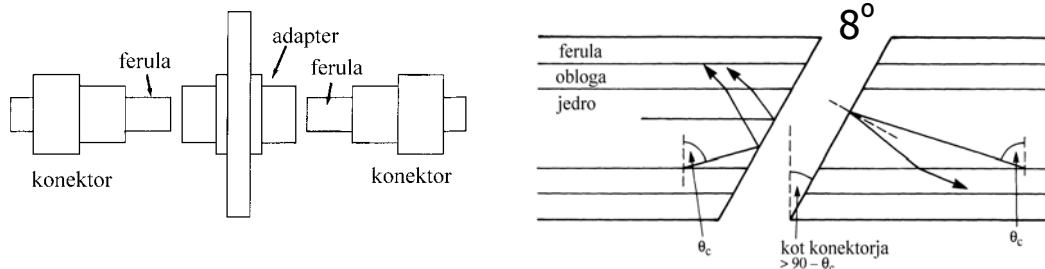 adapter
ferula
ferula
konektor
konektor
8°
ferula
obloga
jedro
θc
kot konektorja
> 90 – θc
θc